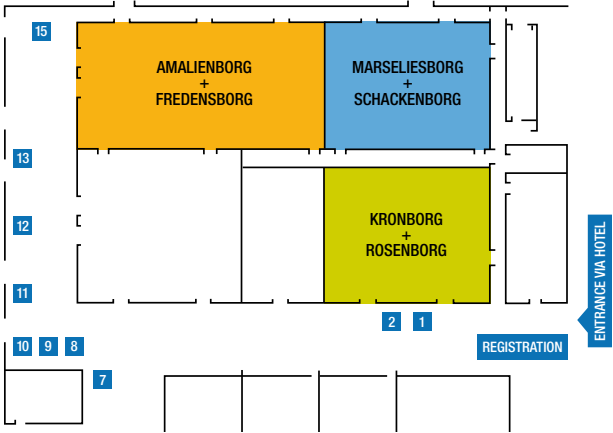 15
AMALIENBORG
+
FREDENSBORG
MARSELIESBORG
+
SCHACKENBORG
13
12
KRONBORG
+
ROSENBORG
ENTRANCE VIA HOTEL
11
2 1
10 9 8
REGISTRATION
7